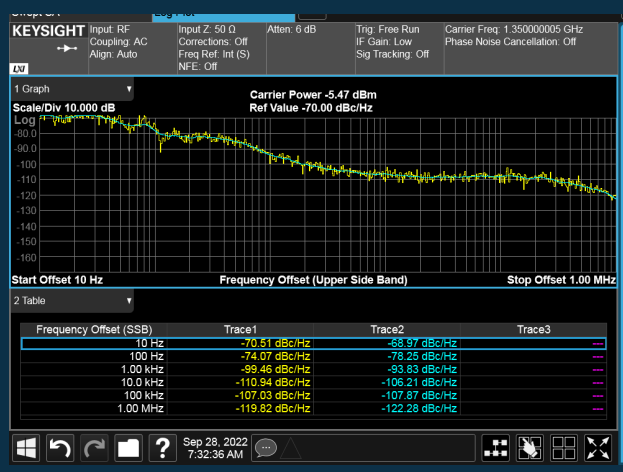 KEYSIGHT
Input: RF
Coupling: AC
Align: Auto
Input Z: 50 Ω
Corrections: Off
Freq Ref: Int (S)
NFE: Off
Atten: 6 dB
Trig: Free Run
IF Gain: Low
Sig Tracking: Off
Carrier Freq: 1.350000005 GHz
Phase Noise Cancellation: Off
LXI
1 Graph
Scale/Div 10.000 dB
Carrier Power -5.47 dBm
Ref Value -70.00 dBc/Hz
Log
-80.0
-90.0
-100
-110
-120
-130
-140
-150
-160
Start Offset 10 Hz Frequency Offset (Upper Side Band) Stop Offset 1.00 MHz
2 Table
Frequency Offset (SSB) Trace1 Trace2 Trace3
10 Hz -70.51 dBc/Hz -68.97 dBc/Hz ---
100 Hz -74.07 dBc/Hz -78.25 dBc/Hz ---
1.00 kHz -99.46 dBc/Hz -93.83 dBc/Hz ---
10.0 kHz -110.94 dBc/Hz -106.21 dBc/Hz ---
100 kHz -107.03 dBc/Hz -107.87 dBc/Hz ---
1.00 MHz -119.82 dBc/Hz -122.28 dBc/Hz ---
?
Sep 28, 2022
7:32:36 AM